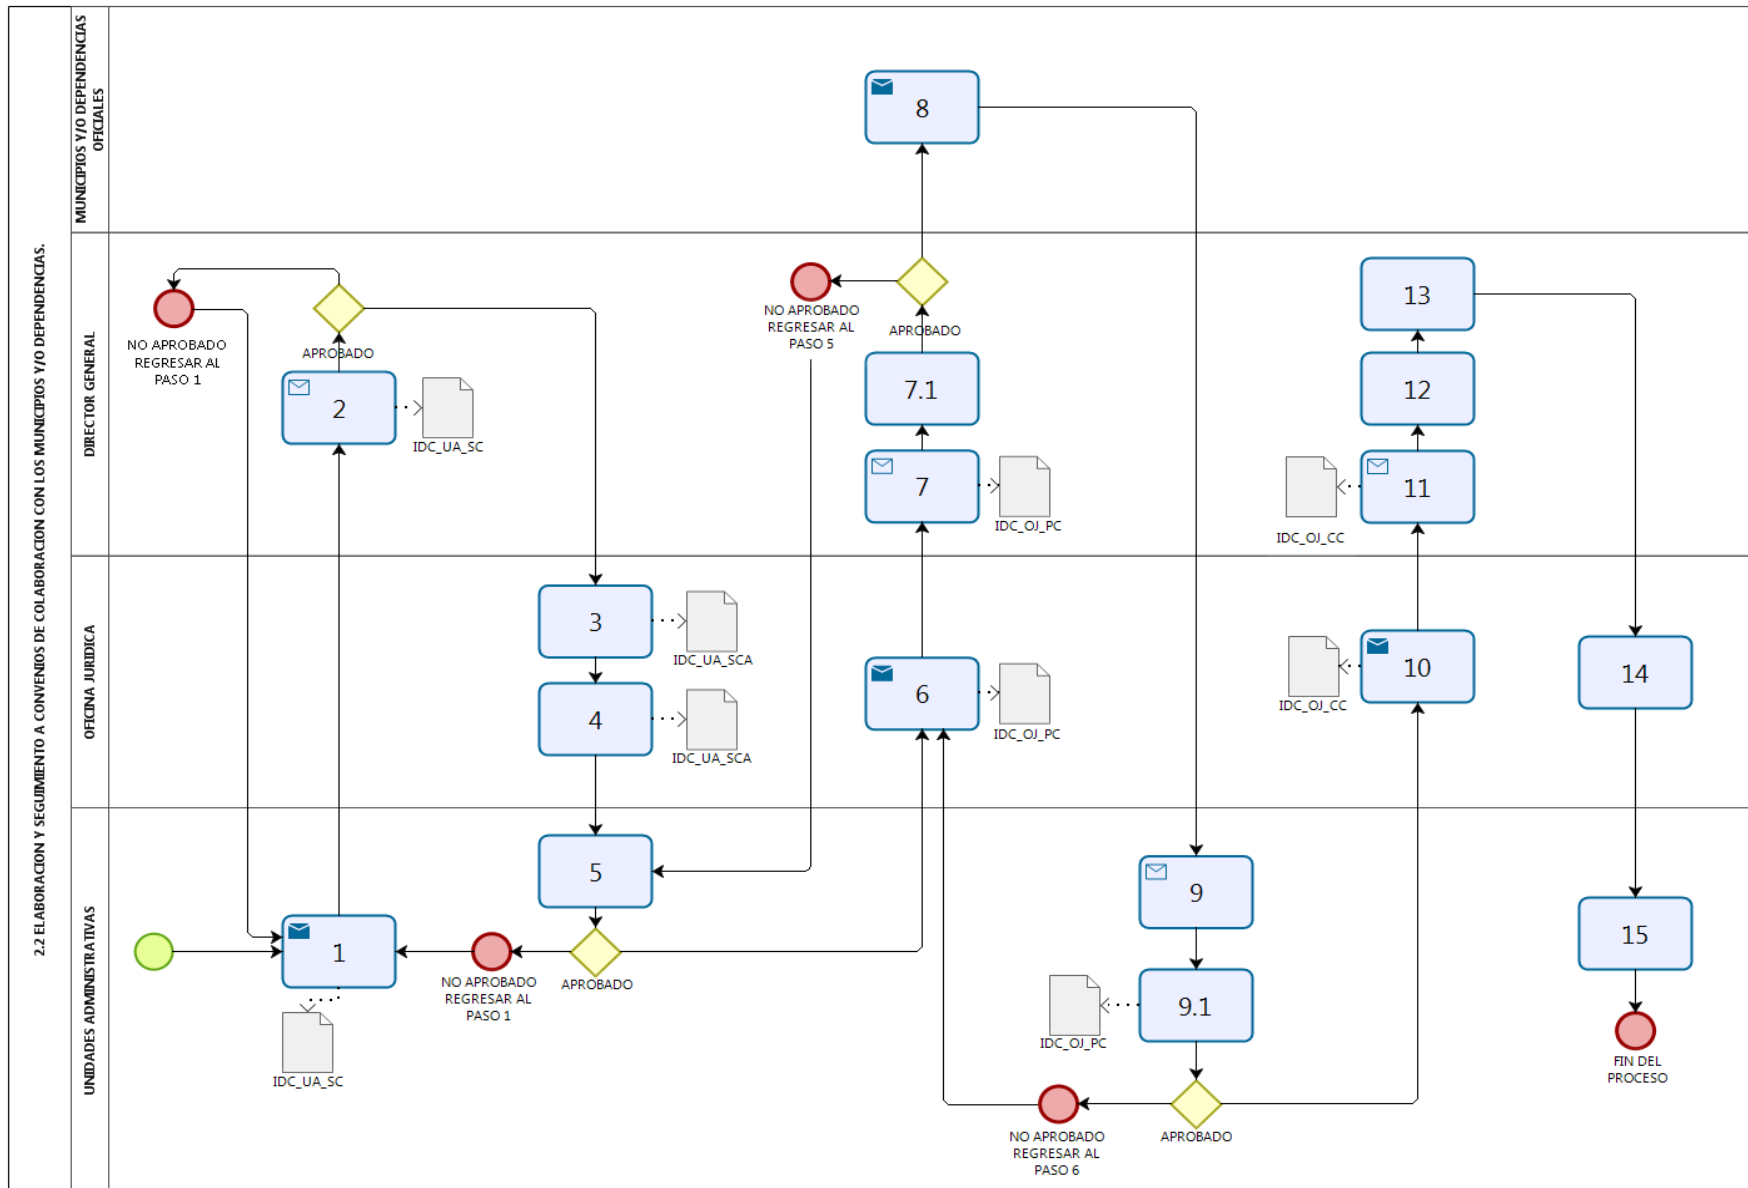 2.2 ELABORACION Y SEGUIMIENTO A CONVENIOS DE COLABORACION CON LOS MUNICIPIOS Y/O DEPENDENCIAS.
MUNICIPIOS Y/O DEPENDENCIAS
OFICIALES
8
DIRECTOR GENERAL
NO APROBADO
REGRESAR AL
PASO 1
APROBADO
2
IDC_UA_SC
NO APROBADO
REGRESAR AL
PASO 5
APROBADO
7.1
7
IDC_OJ_PC
13
12
11
IDC_OJ_CC
OFICINA JURIDICA
3
IDC_UA_SCA
4
IDC_UA_SCA
6
IDC_OJ_PC
10
IDC_OJ_CC
14
UNIDADES ADMINISTRATIVAS
1
IDC_UA_SC
5
NO APROBADO
REGRESAR AL
PASO 1
APROBADO
9
9.1
IDC_OJ_PC
NO APROBADO
REGRESAR AL
PASO 6
APROBADO
15
FIN DEL
PROCESO